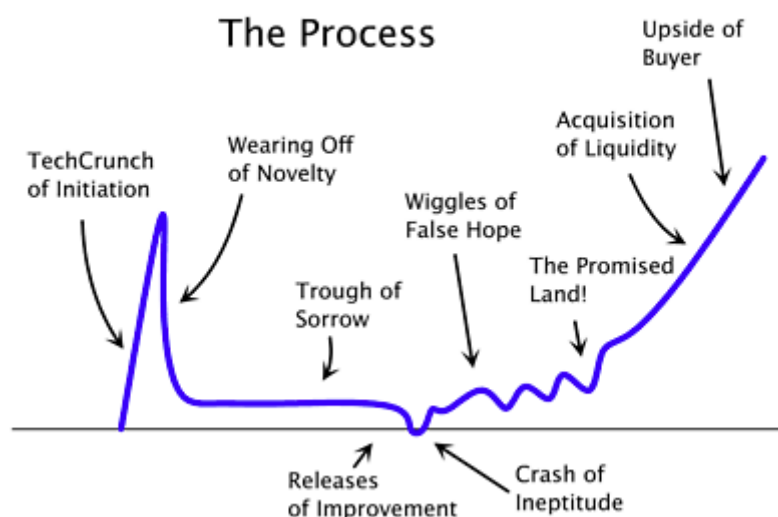 The Process
TechCrunch
of Initiation
Wearing Off
of Novelty
Trough of
Sorrow
Releases
of Improvement
Crash of
Ineptitude
Wiggles of
False Hope
The Promised
Land!
Acquisition
of Liquidity
Upside of
Buyer